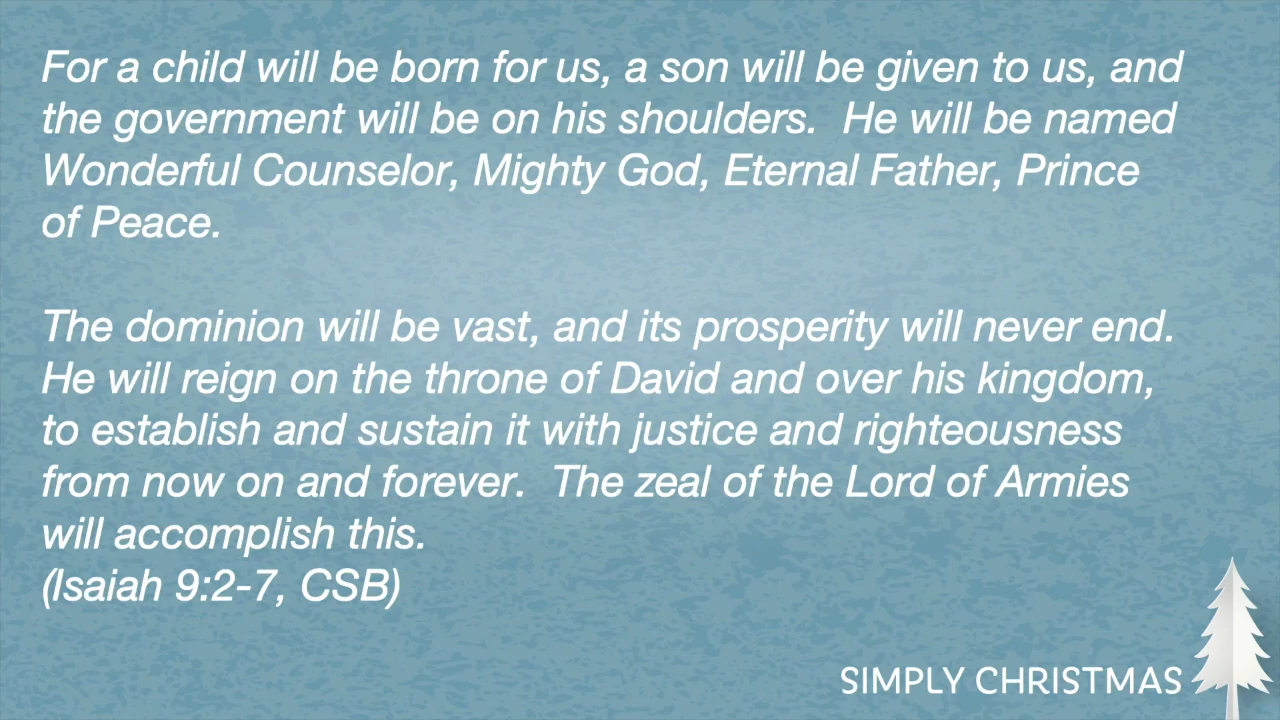 For a child will be born for us, a son will be given to us, and
the government will be on his shoulders.  He will be named
Wonderful Counselor, Mighty God, Eternal Father, Prince
of Peace.
The dominion will be vast, and its prosperity will never end.
He will reign on the throne of David and over his kingdom,
to establish and sustain it with justice and righteousness
from now on and forever.  The zeal of the Lord of Armies
will accomplish this.
(Isaiah 9:2-7, CSB)
SIMPLY CHRISTMAS